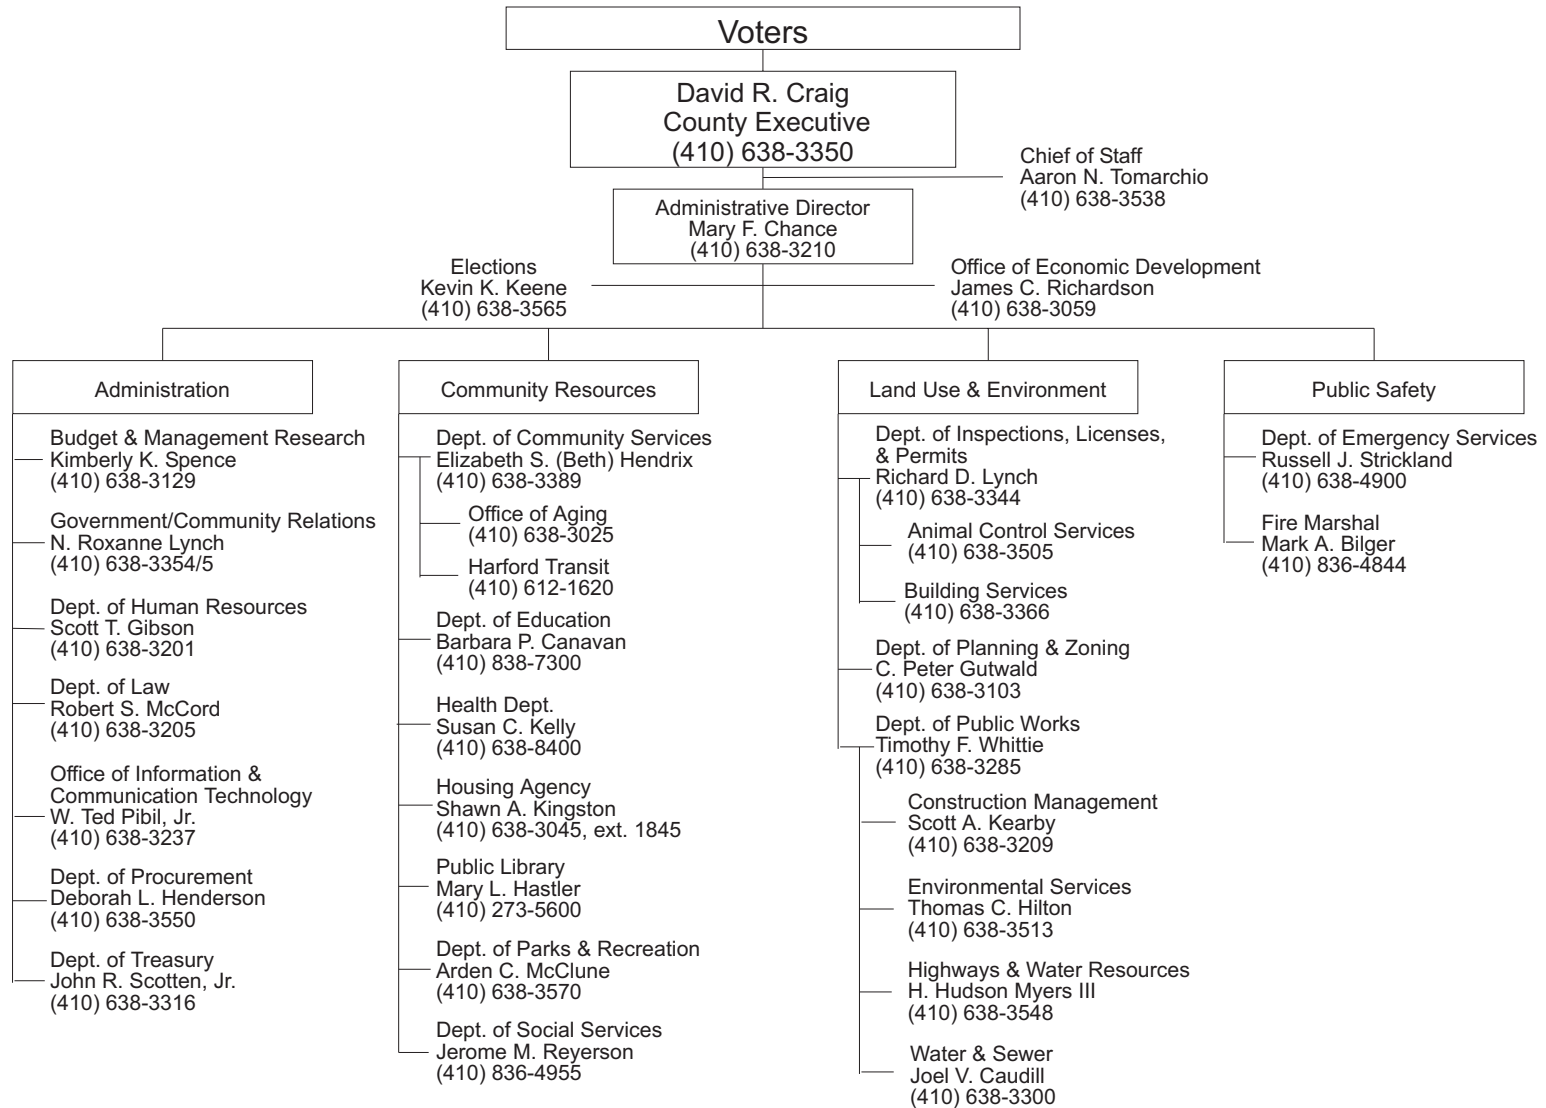 Voters
David R. Craig
County Executive
(410) 638-3350
Chief of Staff
Aaron N. Tomarchio
(410) 638-3538
Administrative Director
Mary F. Chance
(410) 638-3210
Elections
Kevin K. Keene
(410) 638-3565
Office of Economic Development
James C. Richardson
(410) 638-3059
Administration
Budget & Management Research
Kimberly K. Spence
(410) 638-3129
Government/Community Relations
N. Roxanne Lynch
(410) 638-3354/5
Dept. of Human Resources
Scott T. Gibson
(410) 638-3201
Dept. of Law
Robert S. McCord
(410) 638-3205
Office of Information &
Communication Technology
W. Ted Pibil, Jr.
(410) 638-3237
Dept. of Procurement
Deborah L. Henderson
(410) 638-3550
Dept. of Treasury
John R. Scotten, Jr.
(410) 638-3316
Community Resources
Dept. of Community Services
Elizabeth S. (Beth) Hendrix
(410) 638-3389
Office of Aging
(410) 638-3025
Harford Transit
(410) 612-1620
Dept. of Education
Barbara P. Canavan
(410) 838-7300
Health Dept.
Susan C. Kelly
(410) 638-8400
Housing Agency
Shawn A. Kingston
(410) 638-3045, ext. 1845
Public Library
Mary L. Hastler
(410) 273-5600
Dept. of Parks & Recreation
Arden C. McClune
(410) 638-3570
Dept. of Social Services
Jerome M. Reyerson
(410) 836-4955
Land Use & Environment
Dept. of Inspections, Licenses,
& Permits
Richard D. Lynch
(410) 638-3344
Animal Control Services
(410) 638-3505
Building Services
(410) 638-3366
Dept. of Planning & Zoning
C. Peter Gutwald
(410) 638-3103
Dept. of Public Works
Timothy F. Whittie
(410) 638-3285
Construction Management
Scott A. Kearby
(410) 638-3209
Environmental Services
Thomas C. Hilton
(410) 638-3513
Highways & Water Resources
H. Hudson Myers III
(410) 638-3548
Water & Sewer
Joel V. Caudill
(410) 638-3300
Public Safety
Dept. of Emergency Services
Russell J. Strickland
(410) 638-4900
Fire Marshal
Mark A. Bilger
(410) 836-4844